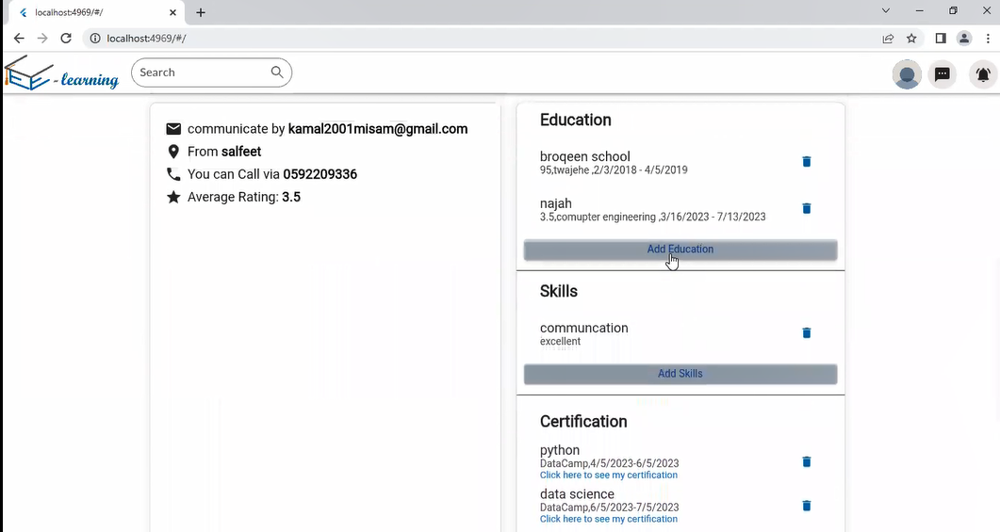 localhost:4969/#/
localhost:4969/#/
E-learning
Search
communicate by kamal2001misam@gmail.com
From salfeet
You can Call via 0592209336
Average Rating: 3.5
Education
broqeen school
95,twajehe ,2/3/2018 - 4/5/2019
najah
3.5,comupter engineering ,3/16/2023 - 7/13/2023
Add Education
Skills
communcation
excellent
Add Skills
Certification
python
DataCamp,4/5/2023-6/5/2023
Click here to see my certification
data science
DataCamp,6/5/2023-7/5/2023
Click here to see my certification